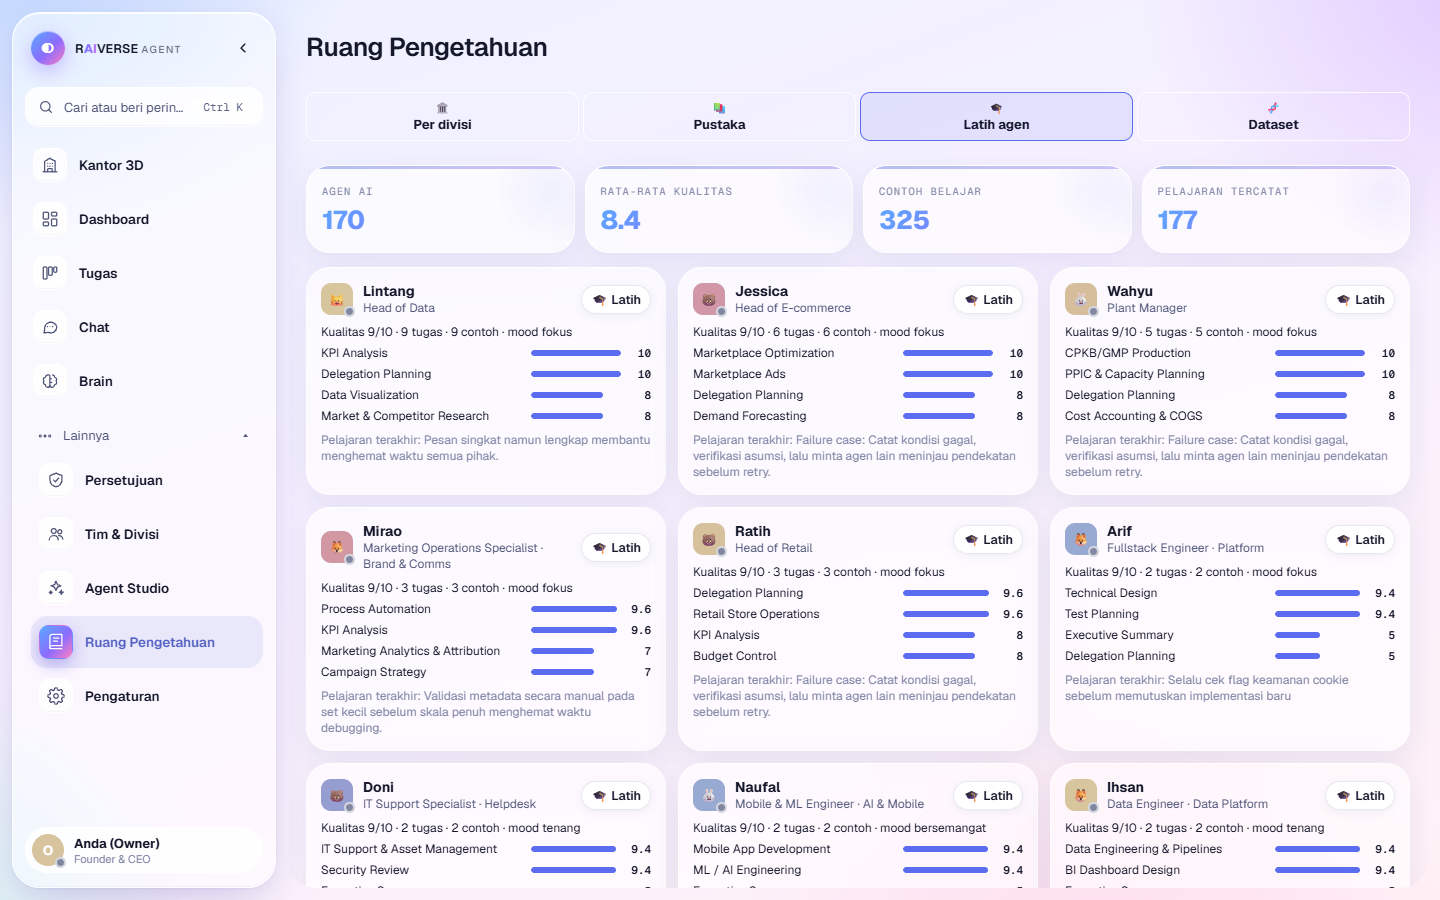 RAIVERSE AGENT
Cari atau beri perin... Ctrl K
Kantor 3D
Dashboard
Tugas
Chat
Brain
Lainnya
Persetujuan
Tim & Divisi
Agent Studio
Ruang Pengetahuan
Pengaturan
O
Anda (Owner)
Founder & CEO
Ruang Pengetahuan
Per divisi
Pustaka
Latih agen
Dataset
AGEN AI
170
RATA-RATA KUALITAS
8.4
CONTOH BELAJAR
325
PELAJARAN TERCATAT
177
Lintang
Head of Data
Latih
Kualitas 9/10 · 9 tugas · 9 contoh · mood fokus
KPI Analysis 10
Delegation Planning 10
Data Visualization 8
Market & Competitor Research 8
Pelajaran terakhir: Pesan singkat namun lengkap membantu
menghemat waktu semua pihak.
Jessica
Head of E-commerce
Latih
Kualitas 9/10 · 6 tugas · 6 contoh · mood fokus
Marketplace Optimization 10
Marketplace Ads 10
Delegation Planning 8
Demand Forecasting 8
Pelajaran terakhir: Failure case: Catat kondisi gagal,
verifikasi asumsi, lalu minta agen lain meninjau pendekatan
sebelum retry.
Wahyu
Plant Manager
Latih
Kualitas 9/10 · 5 tugas · 5 contoh · mood fokus
CPKB/GMP Production 10
PPIC & Capacity Planning 10
Delegation Planning 8
Cost Accounting & COGS 8
Pelajaran terakhir: Failure case: Catat kondisi gagal,
verifikasi asumsi, lalu minta agen lain meninjau pendekatan
sebelum retry.
Mirao
Marketing Operations Specialist ·
Brand & Comms
Latih
Kualitas 9/10 · 3 tugas · 3 contoh · mood fokus
Process Automation 9.6
KPI Analysis 9.6
Marketing Analytics & Attribution 7
Campaign Strategy 7
Pelajaran terakhir: Validasi metadata secara manual pada
set kecil sebelum skala penuh menghemat waktu
debugging.
Ratih
Head of Retail
Latih
Kualitas 9/10 · 3 tugas · 3 contoh · mood fokus
Delegation Planning 9.6
Retail Store Operations 9.6
KPI Analysis 8
Budget Control 8
Pelajaran terakhir: Failure case: Catat kondisi gagal,
verifikasi asumsi, lalu minta agen lain meninjau pendekatan
sebelum retry.
Arif
Fullstack Engineer · Platform
Latih
Kualitas 9/10 · 2 tugas · 2 contoh · mood fokus
Technical Design 9.4
Test Planning 9.4
Executive Summary 5
Delegation Planning 5
Pelajaran terakhir: Selalu cek flag keamanan cookie
sebelum memutuskan implementasi baru
Doni
IT Support Specialist · Helpdesk
Latih
Kualitas 9/10 · 2 tugas · 2 contoh · mood tenang
IT Support & Asset Management 9.4
Security Review 9.4
Naufal
Mobile & ML Engineer · AI & Mobile
Latih
Kualitas 9/10 · 2 tugas · 2 contoh · mood bersemangat
Mobile App Development 9.4
ML / AI Engineering 9.4
Ihsan
Data Engineer · Data Platform
Latih
Kualitas 9/10 · 2 tugas · 2 contoh · mood tenang
Data Engineering & Pipelines 9.4
BI Dashboard Design 9.4